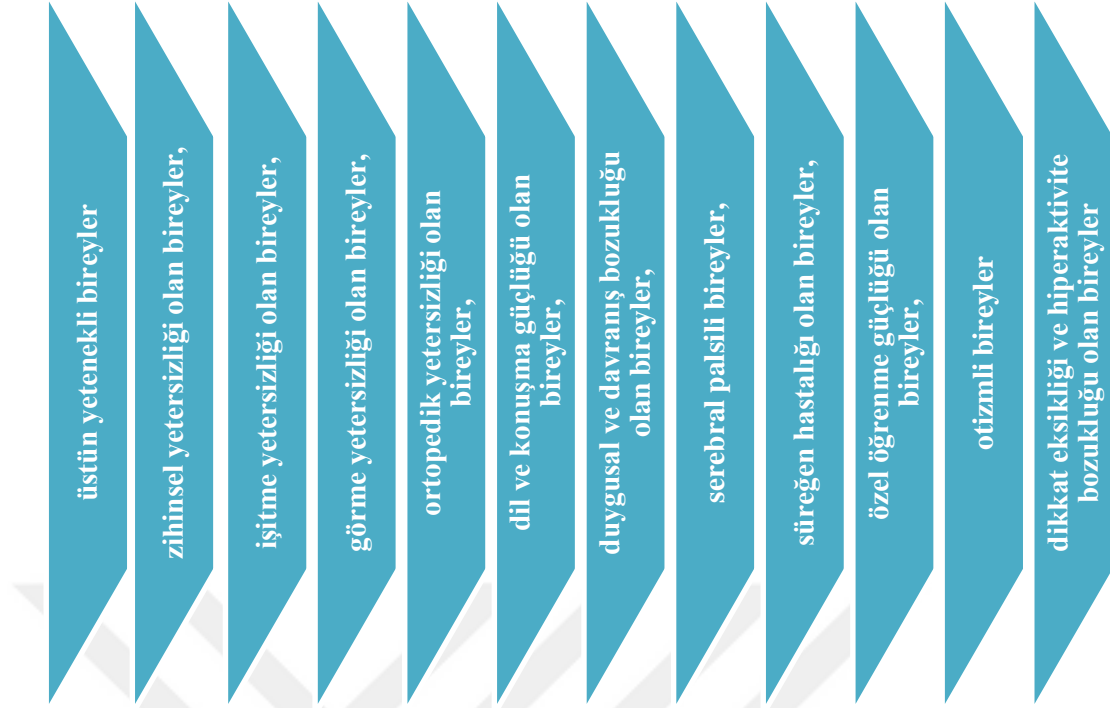 üstün yetenekli bireyler
zihinsel yetersizliği olan bireyler,
işitme yetersizliği olan bireyler,
görme yetersizliği olan bireyler,
ortopedik yetersizliği olan
bireyler,
dil ve konuşma güçlüğü olan
bireyler,
duygusal ve davranış bozukluğu
olan bireyler,
serebral palsili bireyler,
süreğen hastalığı olan bireyler,
özel öğrenme güçlüğü olan
bireyler,
otizmli bireyler
dikkat eksikliği ve hiperaktivite
bozukluğu olan bireyler